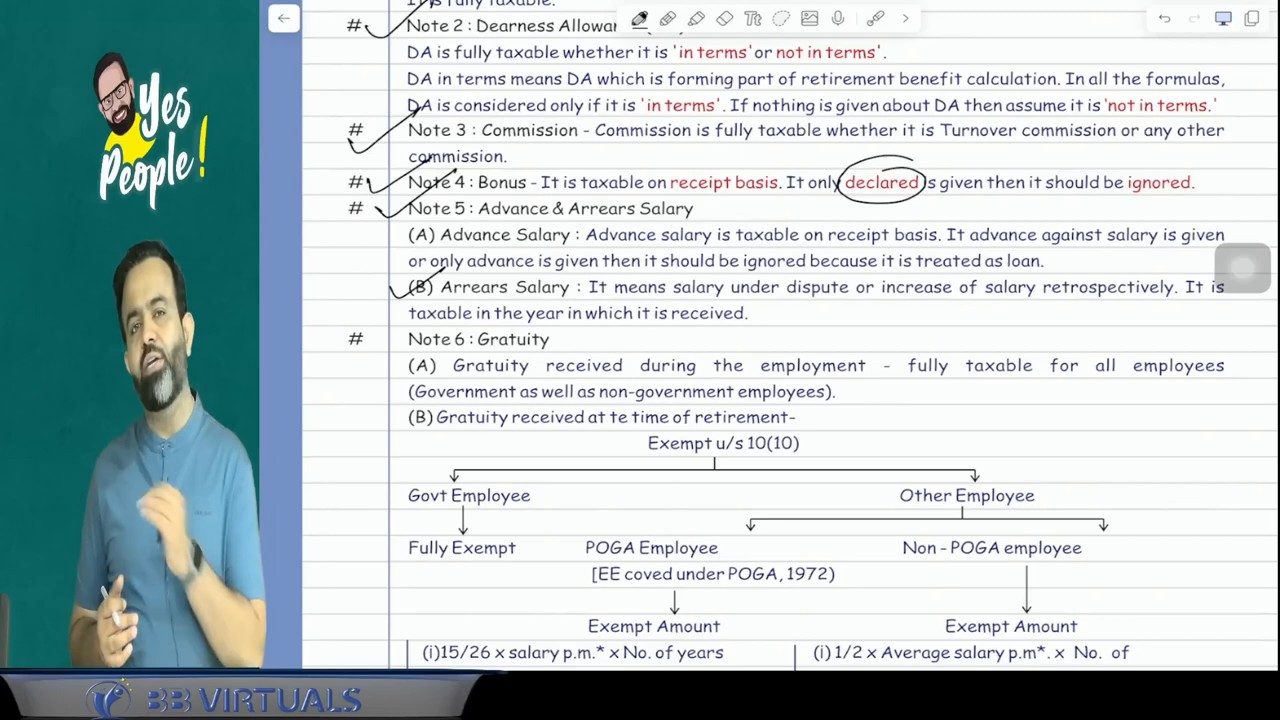 It is fully taxable.
# Note 2 : Dearness Allowan
DA is fully taxable whether it is 'in terms' or not in terms'.
DA in terms means DA which is forming part of retirement benefit calculation. In all the formulas,
DA is considered only if it is 'in terms'. If nothing is given about DA then assume it is 'not in terms.'
# Note 3 : Commission - Commission is fully taxable whether it is Turnover commission or any other
commission.
# Note 4 : Bonus - It is taxable on receipt basis. It only declared is given then it should be ignored.
# Note 5 : Advance & Arrears Salary
(A) Advance Salary : Advance salary is taxable on receipt basis. It advance against salary is given
or only advance is given then it should be ignored because it is treated as loan.
(B) Arrears Salary : It means salary under dispute or increase of salary retrospectively. It is
taxable in the year in which it is received.
# Note 6 : Gratuity
(A) Gratuity received during the employment - fully taxable for all employees
(Government as well as non-government employees).
(B) Gratuity received at te time of retirement-
Exempt u/s 10(10)
Govt Employee Other Employee
Fully Exempt POGA Employee Non - POGA employee
[EE coved under POGA, 1972)
Exempt Amount Exempt Amount
(i)15/26 x salary p.m.* x No. of years (i) 1/2 x Average salary p.m*. x No. of
Yes
People!
Tt
BB VIRTUALS